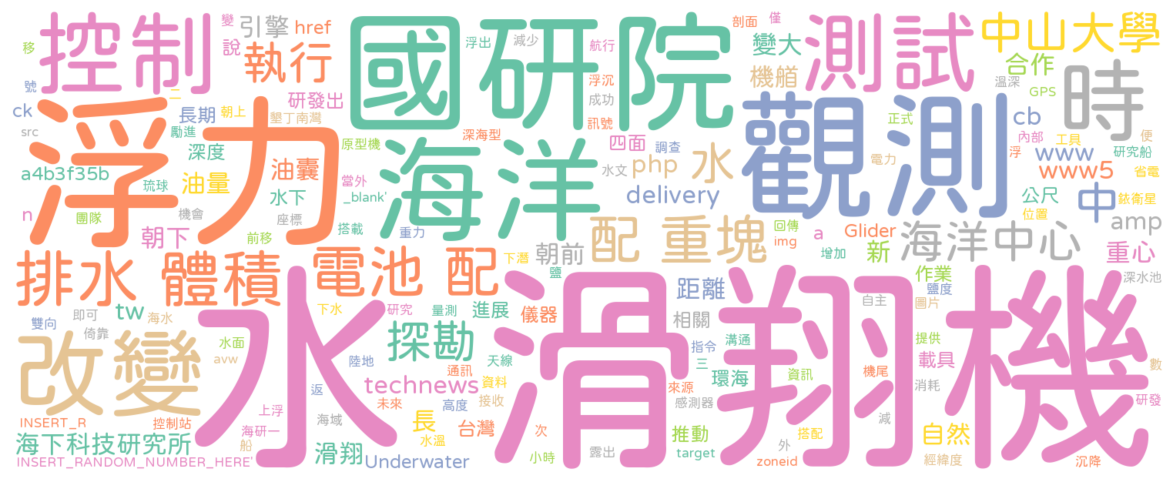 變 引擎 href 浮出 減少 航行 剖面 僅
移 控制 說 執行 國研院 浮沉 變大 測試 中山大學
號 研發出 成功 機艏 溫深 合作 時
ck 二 長期 朝上 墾丁南灣 訊號 GPS
src 浮力 勵進 原型機 深海型 四面 調查 觀測 正式 cb 內部 工具 便
a4b3f35b 深度 油囊 當外 海洋 水文 php 水 電力 浮 www 研究船
琉球 油量 水下 _blank' delivery www5 省電
n 團隊 機會 座標 搭載 重力 回傳 公尺 中 錶衛星 位置
朝下 前移 下潛 朝前 配 重塊 img a Glider 增加 新 海洋中心 amp 重心
排水 體積 電池 配 鹽 距離 作業 鹽度 深水池
tw 即可 下水 研究 量測 進展 儀器 自主 圖片
雙向 海水 倚靠 相關 溝通 提供
改變 水面 水 探勘 天線 滑翔機 指令 載具 數
avw 陸地 通訊 三 資訊 機尾
technews 資料 環海 來源 消耗 研發
INSERT_R 控制站 上浮 返 未來 高度 接收 長 感測器 搭配 減
海下科技研究所 海研一 海域 水溫 台灣 次 推動 外 自然
船 滑翔 露出 target 經緯度
INSERT_RANDOM_NUMBER_HERE' Underwater 小時 zoneid 沉降